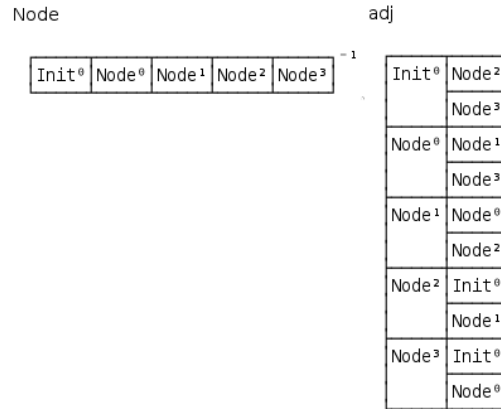 Node
adj
Init⁰ Node⁰ Node¹ Node² Node³ ⁻¹
Init⁰ Node²
Node³
Node⁰ Node¹
Node³
Node¹ Node⁰
Node²
Node² Init⁰
Node¹
Node³ Init⁰
Node⁰